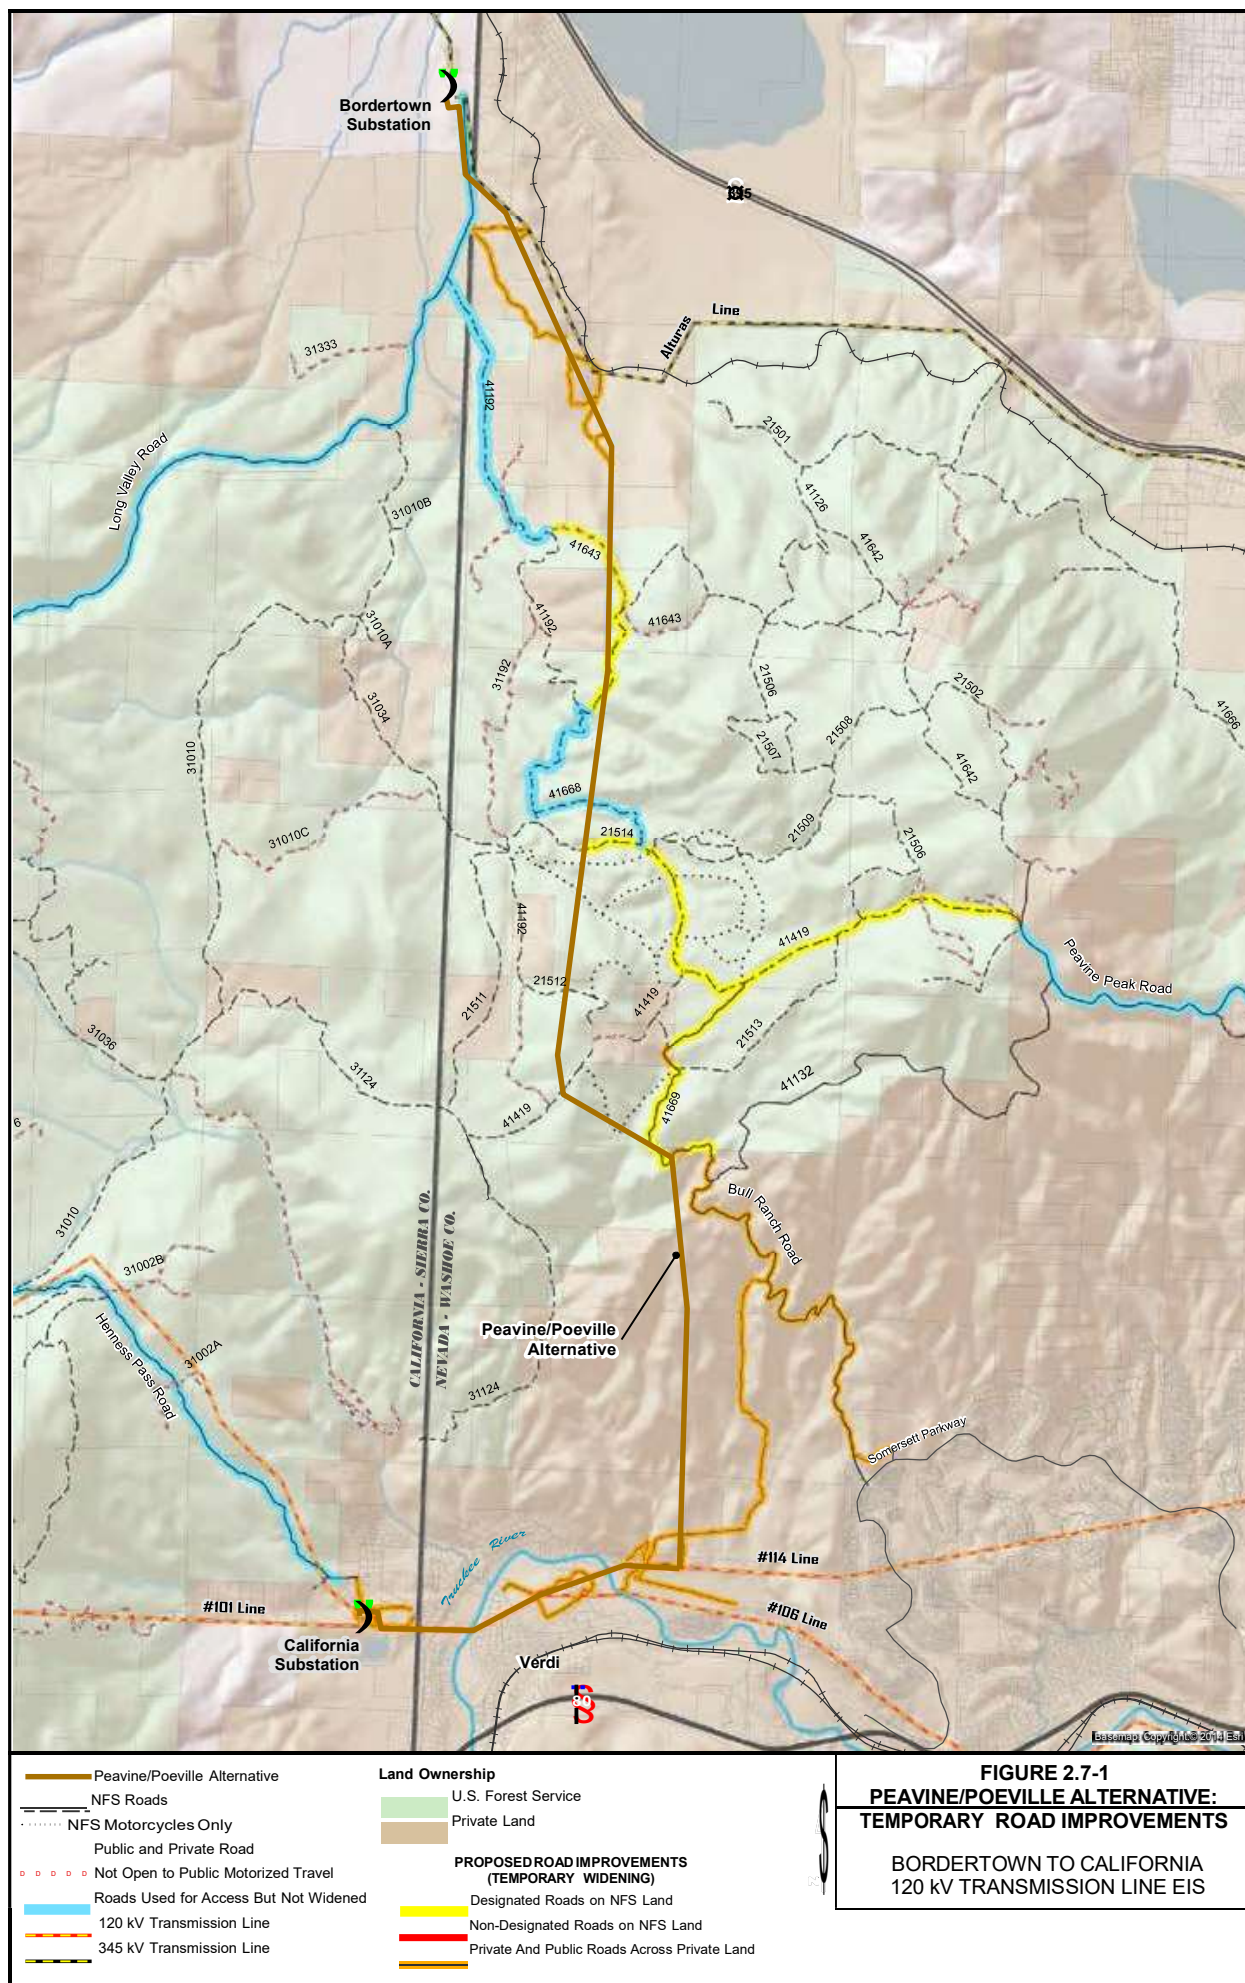 Bordertown
Substation
395
Alturas
Line
31333
41192
21501
Long Valley Road
31010B
41126
41642
41643
31010A
41192
41643
31192
21506
21502
41666
31034
21508
31010
21507
41642
41668
31010C
21514
21509
21506
41192
41419
Peavine Peak Road
21512
41419
21511
21513
31036
31124
41132
41669
41419
6
31010
Bull Ranch Road
CALIFORNIA - SIERRA CO.
NEVADA - WASHOE CO.
31002B
Henness Pass Road
31002A
Peavine/Poeville
Alternative
31124
Somersett Parkway
Truckee River
#114 Line
#101 Line
#106 Line
California
Substation
Verdi
80
Basemap Copyright:© 2014 Esri
Peavine/Poeville Alternative
NFS Roads
NFS Motorcycles Only
Public and Private Road
Not Open to Public Motorized Travel
Roads Used for Access But Not Widened
120 kV Transmission Line
345 kV Transmission Line
Land Ownership
U.S. Forest Service
Private Land
PROPOSED ROAD IMPROVEMENTS
(TEMPORARY WIDENING)
Designated Roads on NFS Land
Non-Designated Roads on NFS Land
Private And Public Roads Across Private Land
FIGURE 2.7-1
PEAVINE/POEVILLE ALTERNATIVE:
TEMPORARY ROAD IMPROVEMENTS
BORDERTOWN TO CALIFORNIA
120 kV TRANSMISSION LINE EIS